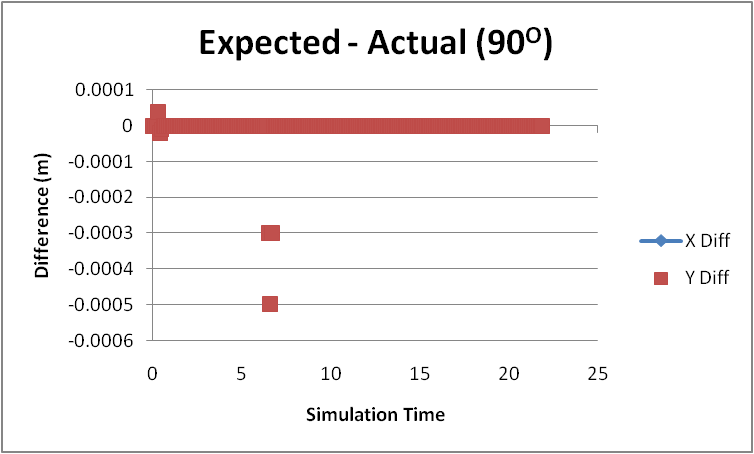 Expected - Actual (90⁰)
0.0001
0
-0.0001
-0.0002
-0.0003
-0.0004
-0.0005
-0.0006
Difference (m)
0 5 10 15 20 25
Simulation Time
X Diff
Y Diff